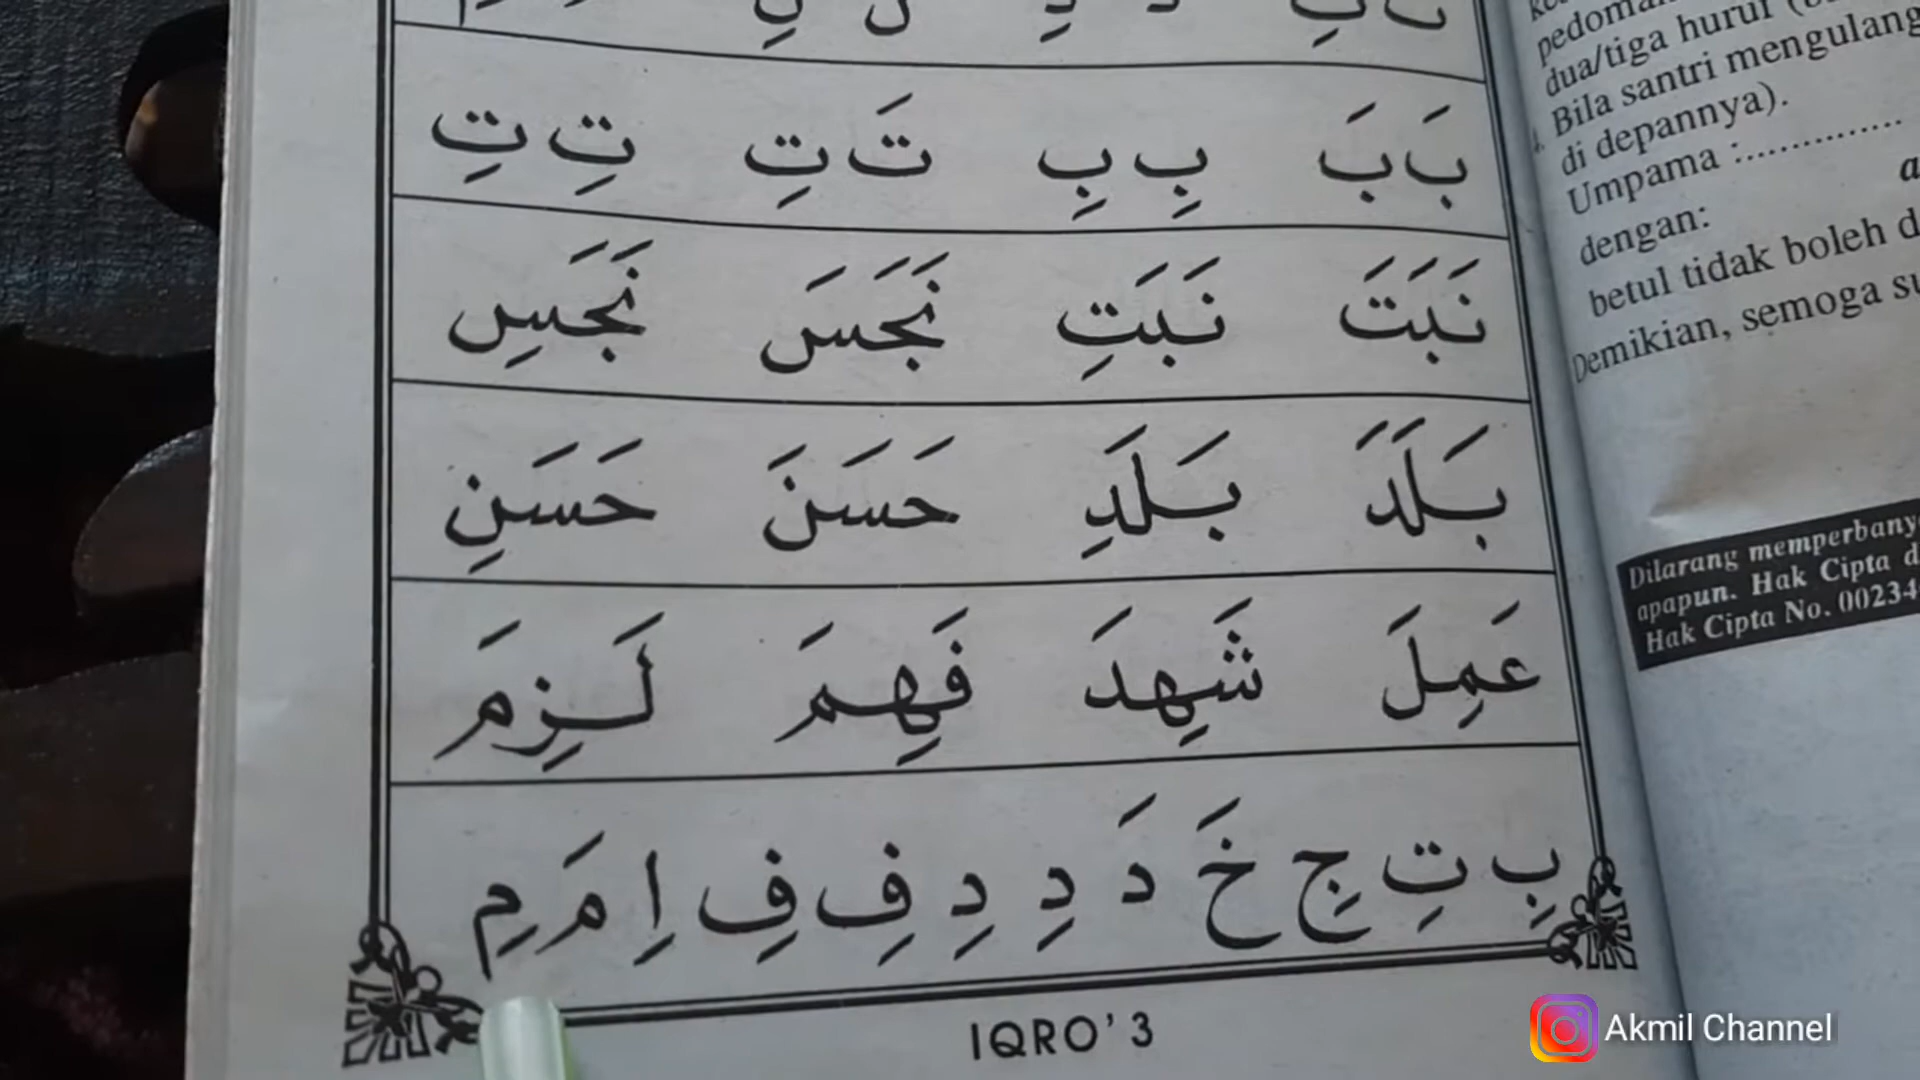 بَ بَ بِ بِ تَ تِ تِ تِ
نَبَتَ نَبَتِ نَجَسَ نَجَسِ
بَلَدَ بَلَدِ حَسَنَ حَسَنِ
عَمِلَ شَهِدَ فَهِمَ لَزِمَ
بِ تِ جِ خَ دَ دِ دِ فِ فِ اِ مَ مِ
IQRO' 3
pedoman
dua/tiga huruf
Bila santri mengulang
di depannya).
Umpama :..............
dengan:
betul tidak boleh
Demikian, semoga
Dilarang memperbany
apapun. Hak Cipta d
Hak Cipta No. 00234
Akmil Channel